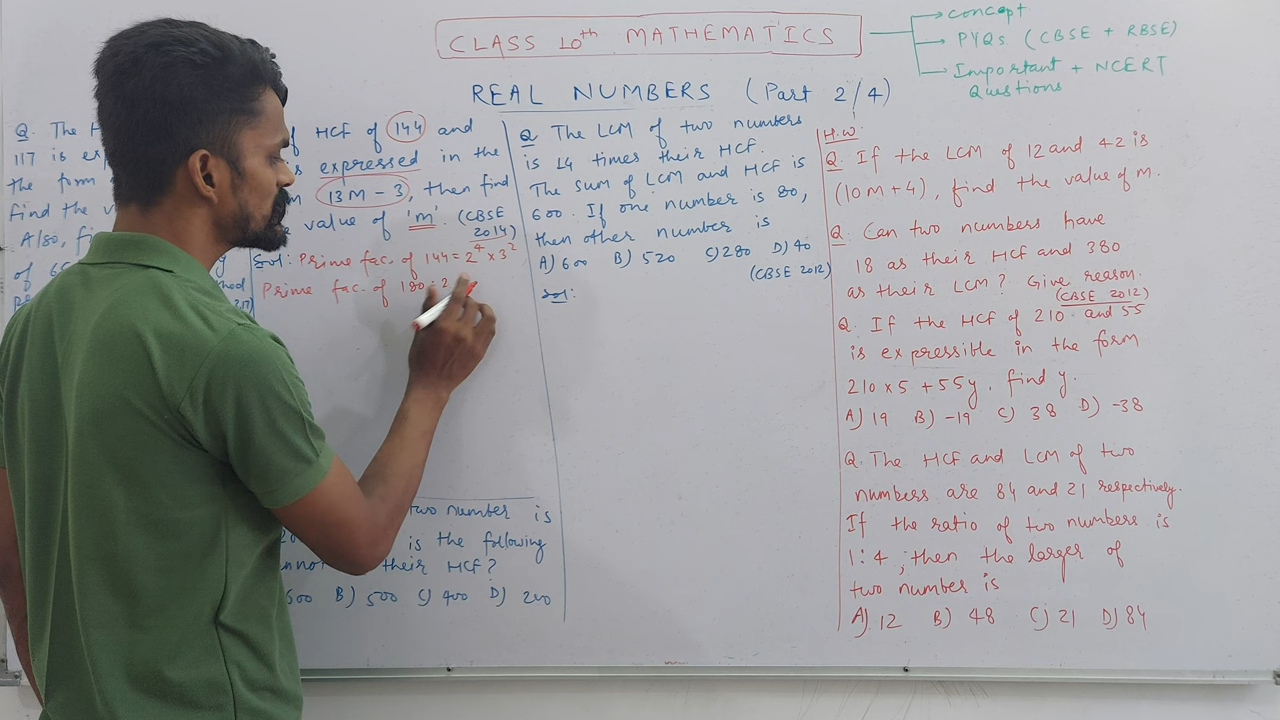 CLASS 10th MATHEMATICS
concept
PYQs (CBSE + RBSE)
Important + NCERT
Questions
REAL NUMBERS (Part 2/4)
Q. The H
117 is ex
the form
find the v
A/80, fi
of 65
HCF of 144 and
expressed in the
13M - 3, then find
value of 'm'. (CBSE
2014)
Sol: Prime fac. of 144 = 2^4 × 3^2
Prime fac. of 180 = 2
two number is
is the following
their HCF?
600 B) 500 C) 400 D) 200
Q The LCM of two numbers
is 14 times their HCF.
The sum of LCM and HCF is
600. If one number is 80,
then other number is
A) 600 B) 520 C) 280 D) 40
(CBSE 2012)
Sol:
H.W.
Q. If the LCM of 12 and 42 is
(10m+4), find the value of m.
Q. Can two numbers have
18 as their HCF and 380
as their LCM? Give reason.
(CBSE 2012)
Q. If the HCF of 210 and 55
is expressible in the form
210×5 + 55y, find y.
A) 19 B) -19 C) 38 D) -38
Q. The HCF and LCM of two
numbers are 84 and 21 respectively.
If the ratio of two numbers is
1:4; then the larger of
two number is
A) 12 B) 48 C) 21 D) 84